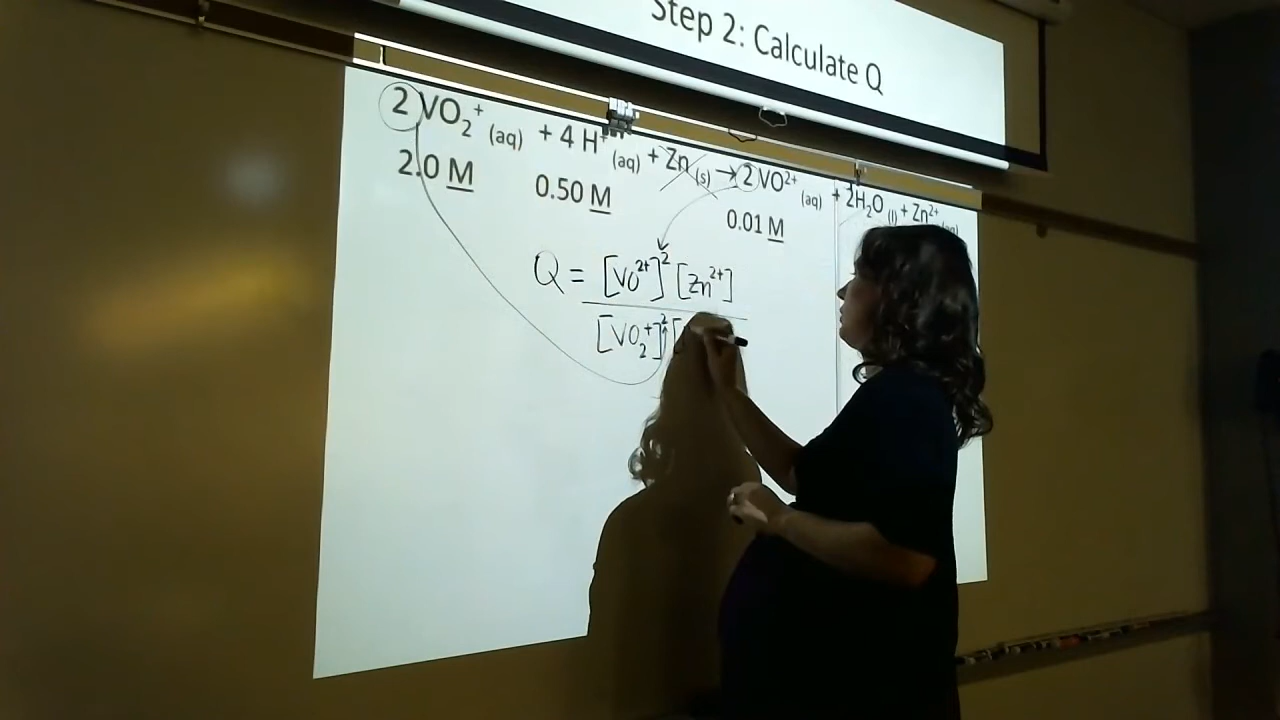 Step 2: Calculate Q
2 VO₂⁺ (aq) + 4 H⁺ (aq) + Zn (s) → 2 VO²⁺ (aq) + 2H₂O (l) + Zn²⁺ (aq)
2.0 M 0.50 M 0.01 M
Q = [VO²⁺]² [Zn²⁺]
[VO₂⁺]² [